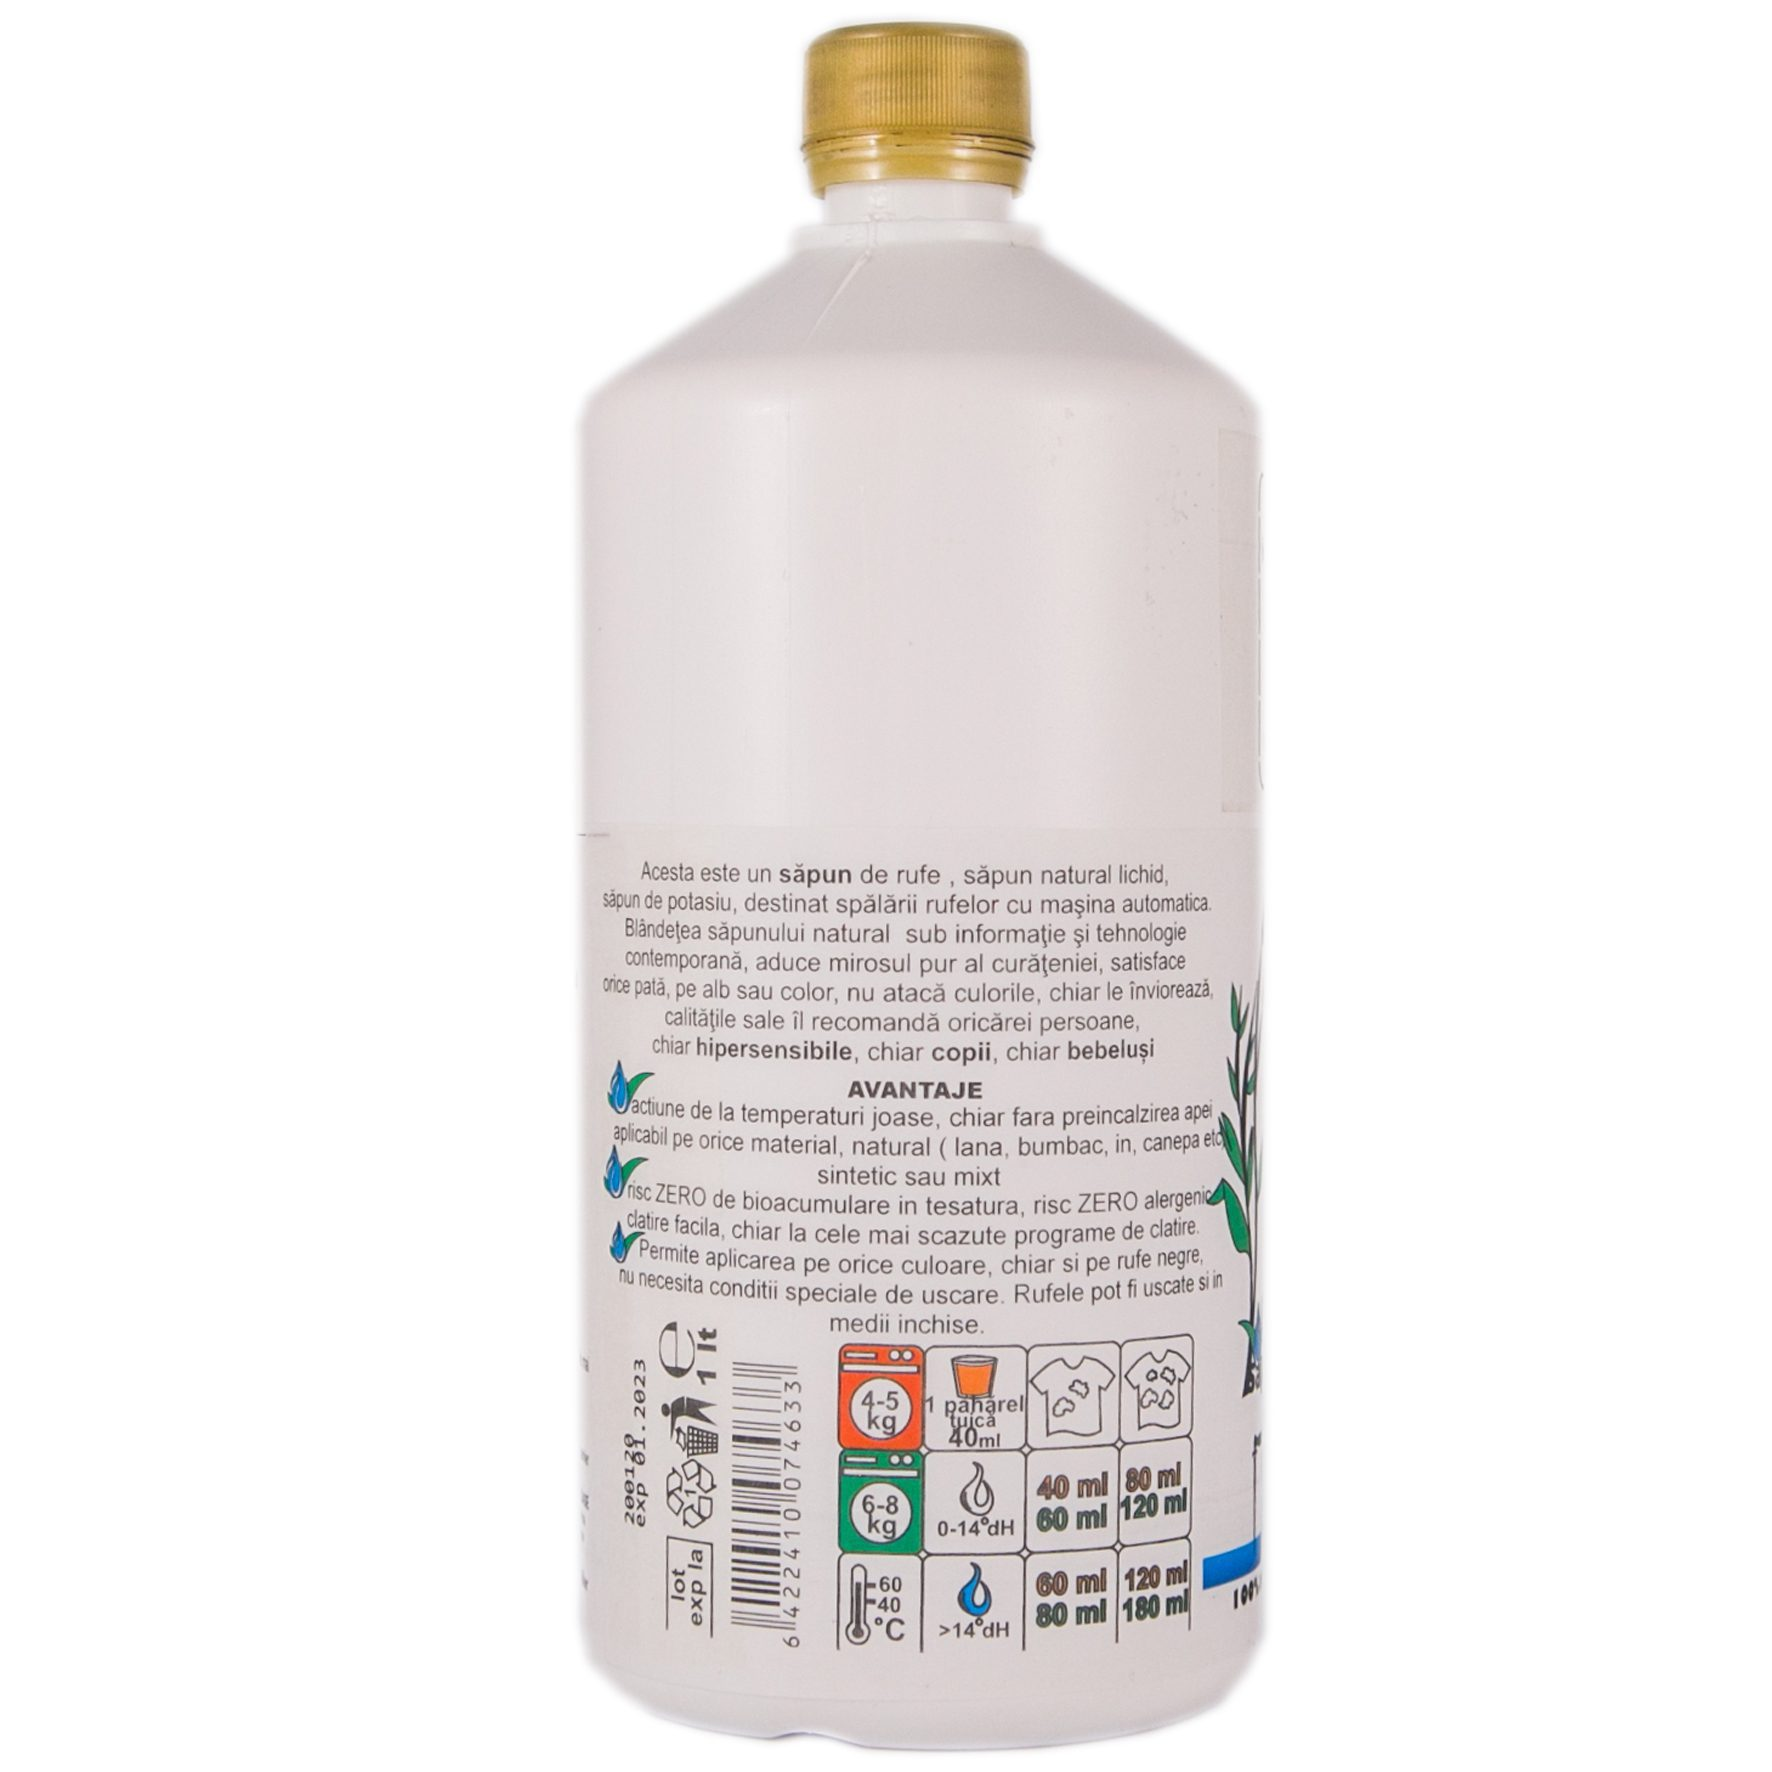 Acesta este un săpun de rufe , săpun natural lichid,
săpun de potasiu, destinat spălării rufelor cu maşina automatica.
Blândeţea săpunului natural sub informaţie şi tehnologie
contemporană, aduce mirosul pur al curăţeniei, satisface
orice pată, pe alb sau color, nu atacă culorile, chiar le înviorează,
calităţile sale îl recomandă oricărei persoane,
chiar hipersensibile, chiar copii, chiar bebeluși
AVANTAJE
actiune de la temperaturi joase, chiar fara preincalzirea apei
aplicabil pe orice material, natural ( lana, bumbac, in, canepa etc)
sintetic sau mixt
risc ZERO de bioacumulare in tesatura, risc ZERO alergenic
clatire facila, chiar la cele mai scazute programe de clatire.
Permite aplicarea pe orice culoare, chiar si pe rufe negre,
nu necesita conditii speciale de uscare. Rufele pot fi uscate si in
medii inchise.
200120
exp 01.2023
e
1 lt
1
lot
exp la
6422410074633
4-5
kg
1 păhărel
ţuică
40ml
6-8
kg
0-14°dH
40 ml
60 ml
80 ml
120 ml
60
40
°C
>14°dH
60 ml
80 ml
120 ml
180 ml
100%